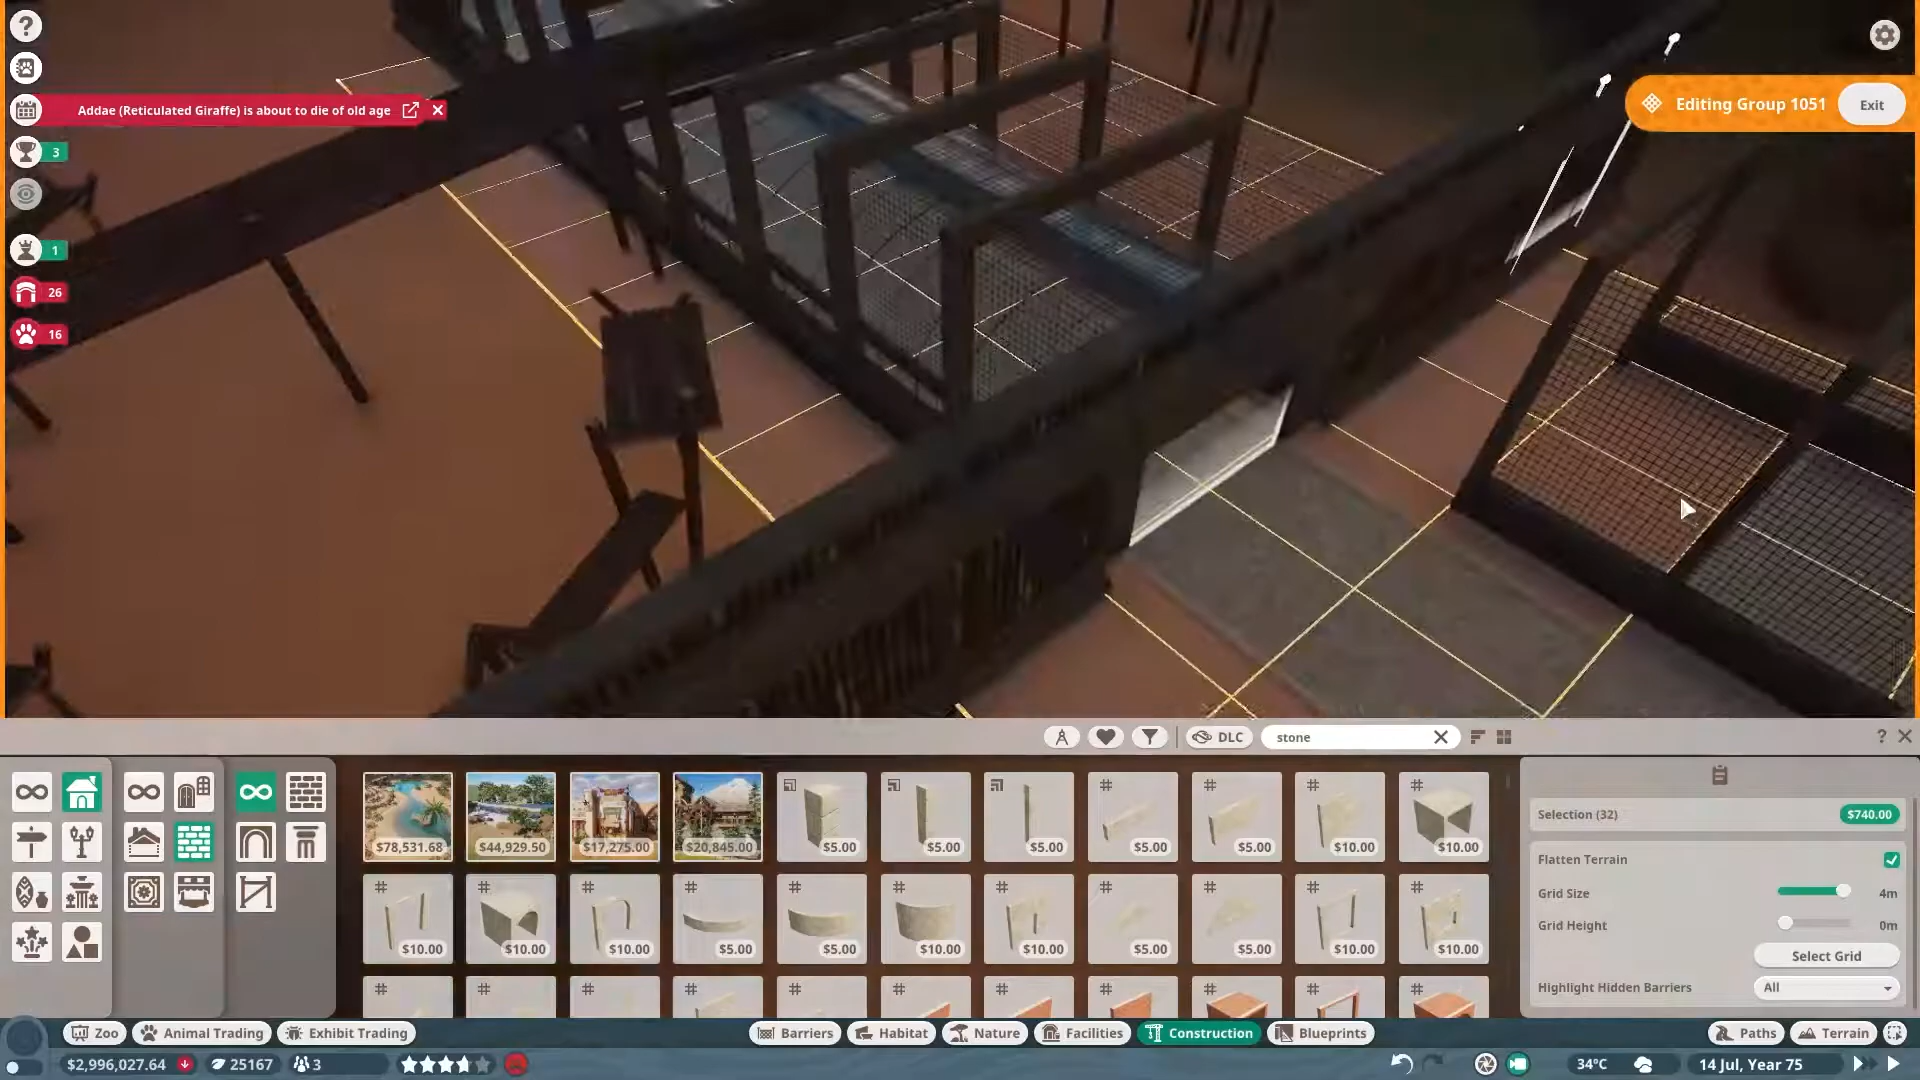 ?
Editing Group 1051
Exit
Addae (Reticulated Giraffe) is about to die of old age
3
1
26
16
DLC
stone
?
$78,531.68
$44,929.50
$17,275.00
$20,845.00
$5.00
$5.00
$5.00
$5.00
$5.00
$10.00
$10.00
$10.00
$10.00
$10.00
$5.00
$5.00
$10.00
$10.00
$5.00
$5.00
$10.00
$10.00
Selection (32)
$740.00
Flatten Terrain
Grid Size
4m
Grid Height
0m
Select Grid
Highlight Hidden Barriers
All
Zoo
Animal Trading
Exhibit Trading
Barriers
Habitat
Nature
Facilities
Construction
Blueprints
Paths
Terrain
$2,996,027.64
25167
3
34°C
14 Jul, Year 75